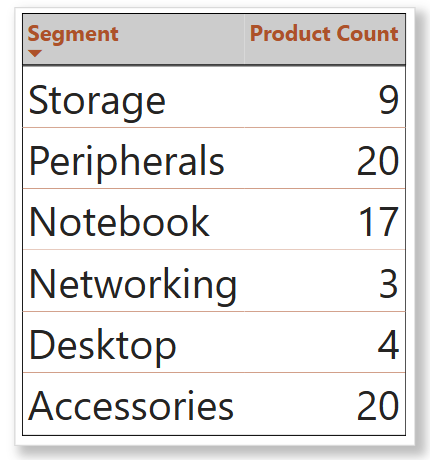 Segment Product Count
Storage 9
Peripherals 20
Notebook 17
Networking 3
Desktop 4
Accessories 20